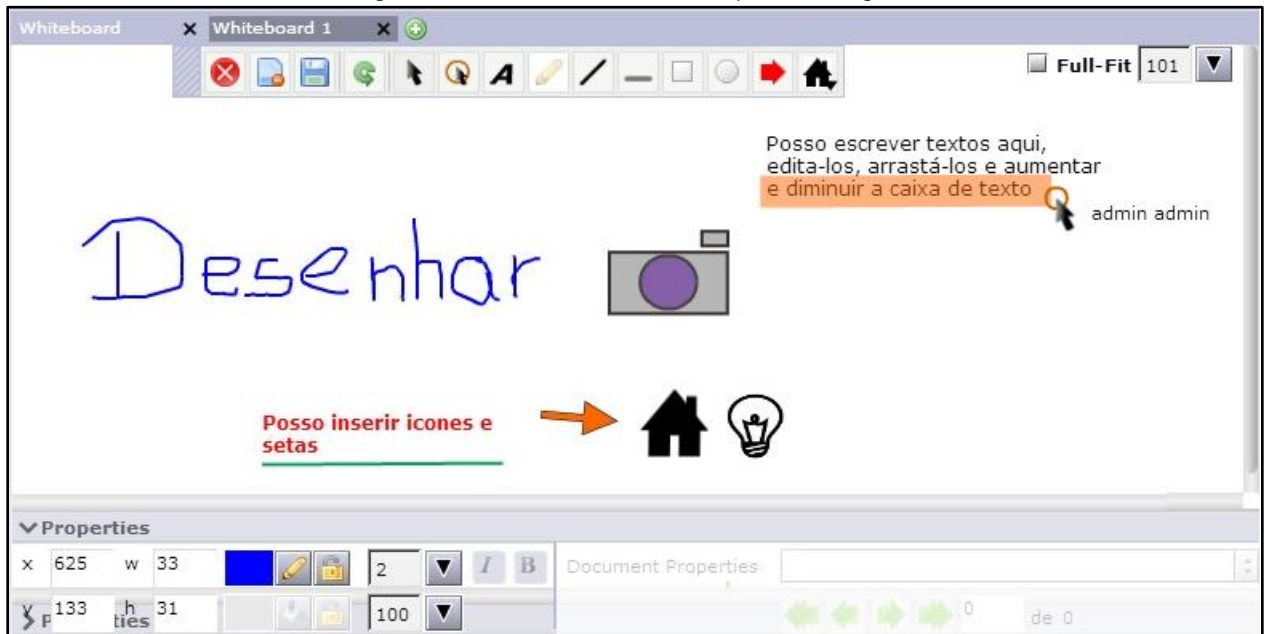 Whiteboard Whiteboard 1
A
Full-Fit 101
Posso escrever textos aqui,
edita-los, arrastá-los e aumentar
e diminuir a caixa de texto
admin admin
Desenhar
Posso inserir icones e
setas
Properties
x 625 w 33 2 I B Document Properties
y 133 h 31 100 0 de 0